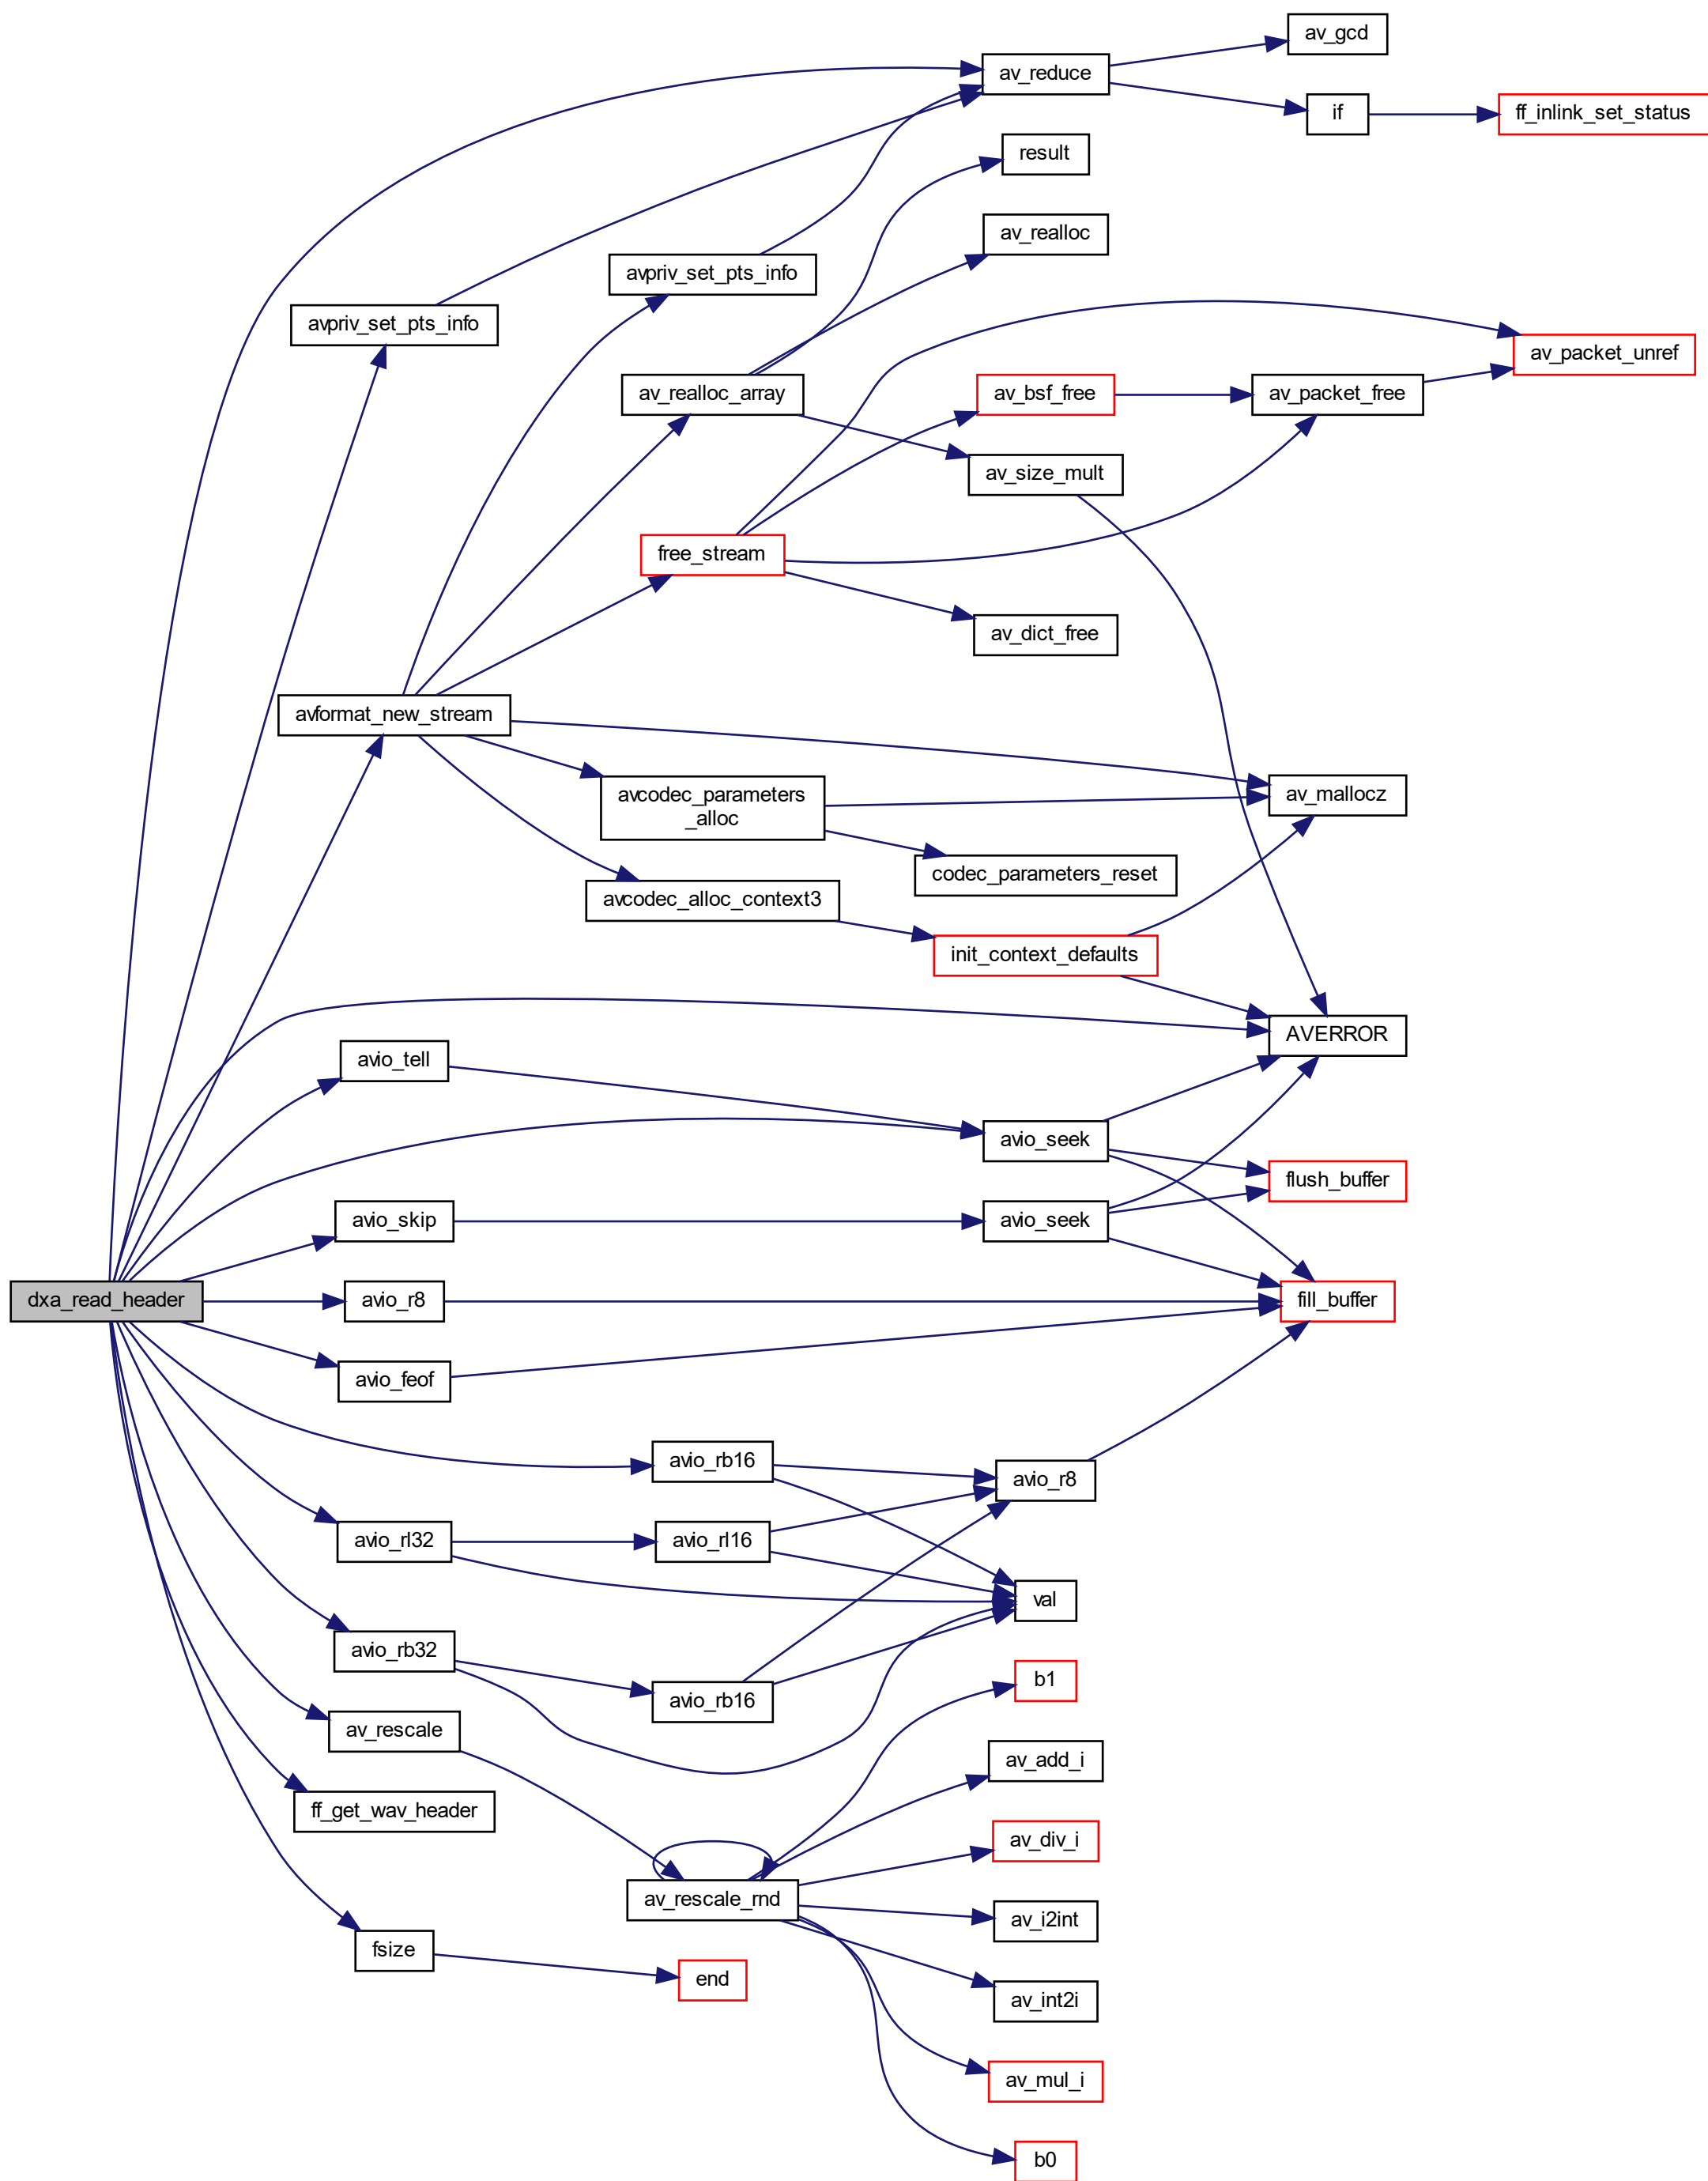 av_gcd
av_reduce
if
ff_inlink_set_status
result
av_realloc
avpriv_set_pts_info
avpriv_set_pts_info
av_packet_unref
av_realloc_array
av_bsf_free
av_packet_free
av_size_mult
free_stream
av_dict_free
avformat_new_stream
avcodec_parameters
_alloc
av_mallocz
codec_parameters_reset
avcodec_alloc_context3
init_context_defaults
AVERROR
avio_tell
avio_seek
flush_buffer
avio_skip
avio_seek
dxa_read_header
avio_r8
fill_buffer
avio_feof
avio_rb16
avio_r8
avio_rl32
avio_rl16
val
avio_rb32
avio_rb16
b1
av_rescale
av_add_i
ff_get_wav_header
av_div_i
av_rescale_rnd
av_i2int
fsize
end
av_int2i
av_mul_i
b0